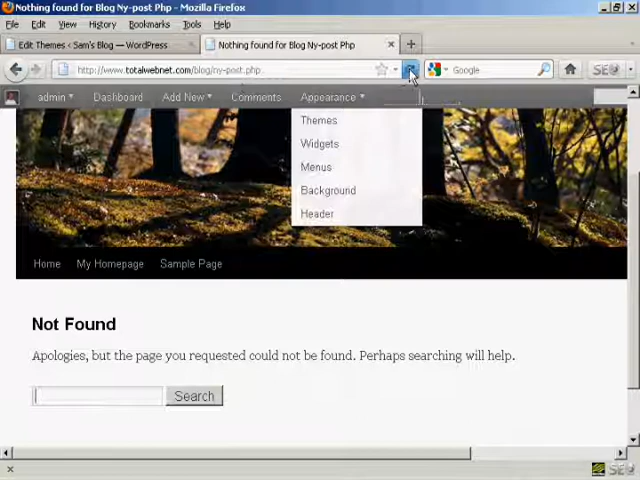 Nothing found for Blog Ny-post Php - Mozilla Firefox
File Edit View History Bookmarks Tools Help
Edit Themes ‹ Sam's Blog — WordPress
Nothing found for Blog Ny-post Php
http://www.totalwebnet.com/blog/ny-post.php
Google
SE
admin Dashboard Add New Comments Appearance
Themes
Widgets
Menus
Background
Header
Home My Homepage Sample Page
Not Found
Apologies, but the page you requested could not be found. Perhaps searching will help.
Search